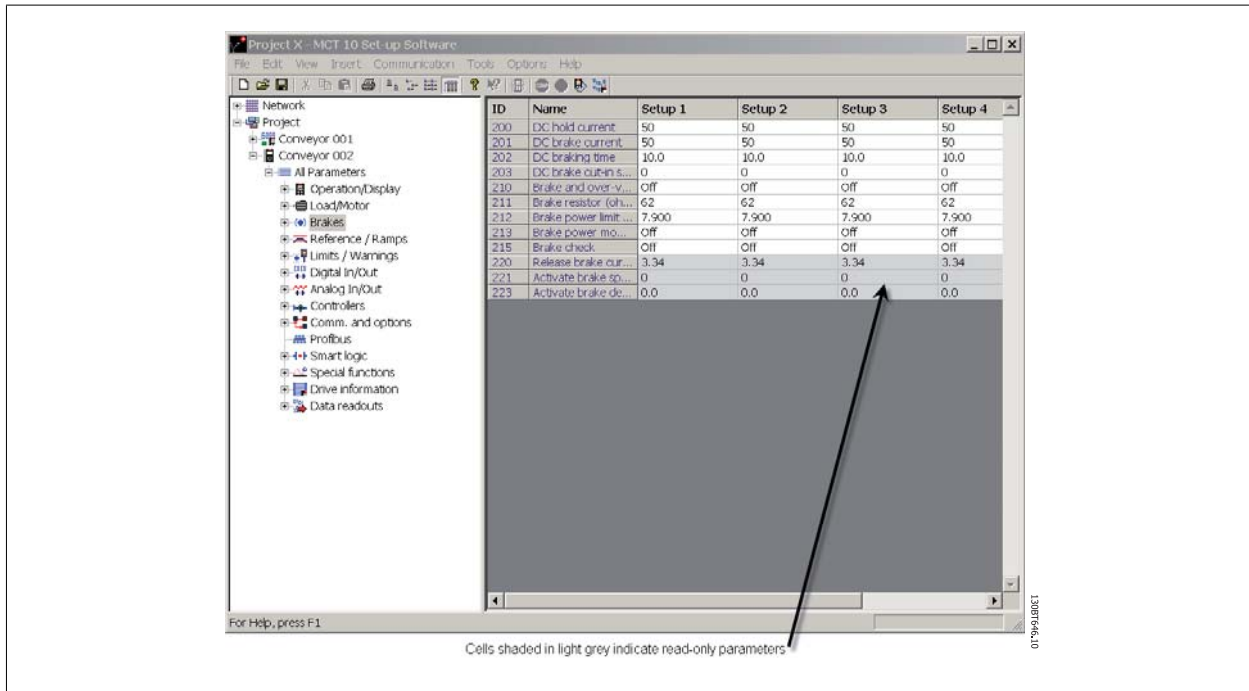 Project X - MCT 10 Set-up Software
File Edit View Insert Communication Tools Options Help
Network
Project
Conveyor 001
Conveyor 002
All Parameters
Operation/Display
Load/Motor
Brakes
Reference / Ramps
Limits / Warnings
Digital In/Out
Analog In/Out
Controllers
Comm. and options
Profibus
Smart logic
Special functions
Drive information
Data readouts
ID Name Setup 1 Setup 2 Setup 3 Setup 4
200 DC hold current 50 50 50 50
201 DC brake current 50 50 50 50
202 DC braking time 10.0 10.0 10.0 10.0
203 DC brake cut-in s... 0 0 0 0
210 Brake and over-v... Off Off Off Off
211 Brake resistor (oh... 62 62 62 62
212 Brake power limit ... 7.900 7.900 7.900 7.900
213 Brake power mo... Off Off Off Off
215 Brake check Off Off Off Off
220 Release brake cur... 3.34 3.34 3.34 3.34
221 Activate brake sp... 0 0 0 0
223 Activate brake de... 0.0 0.0 0.0 0.0
For Help, press F1
130BT646.10
Cells shaded in light grey indicate read-only parameters